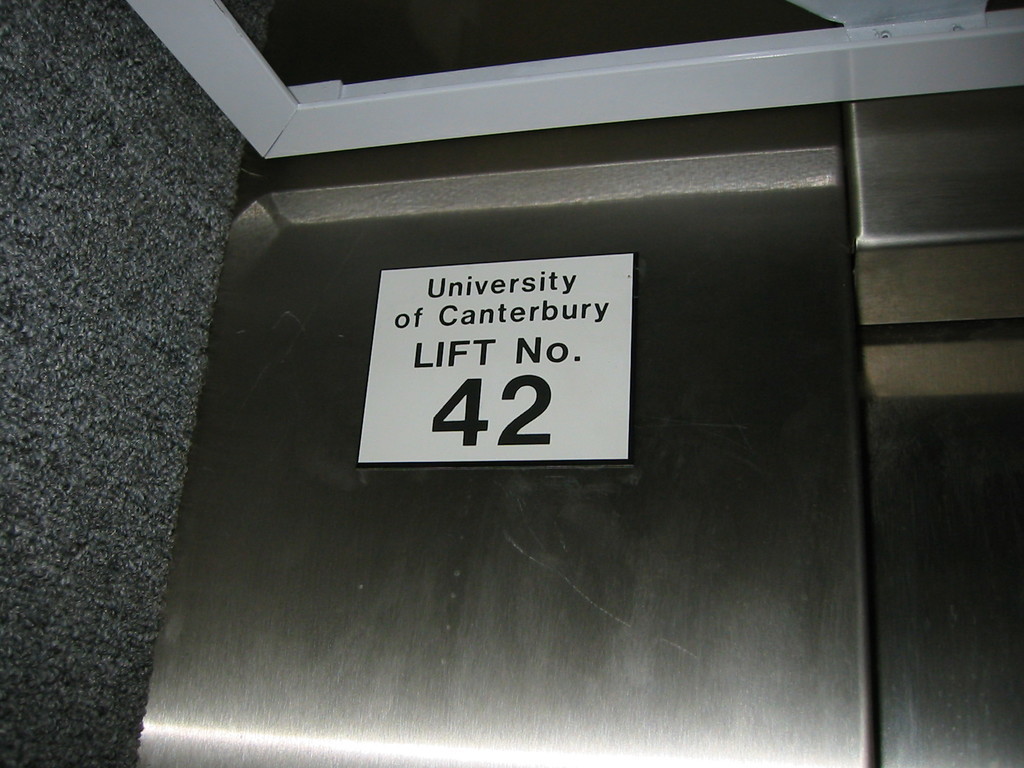 University
of Canterbury
LIFT No.
42